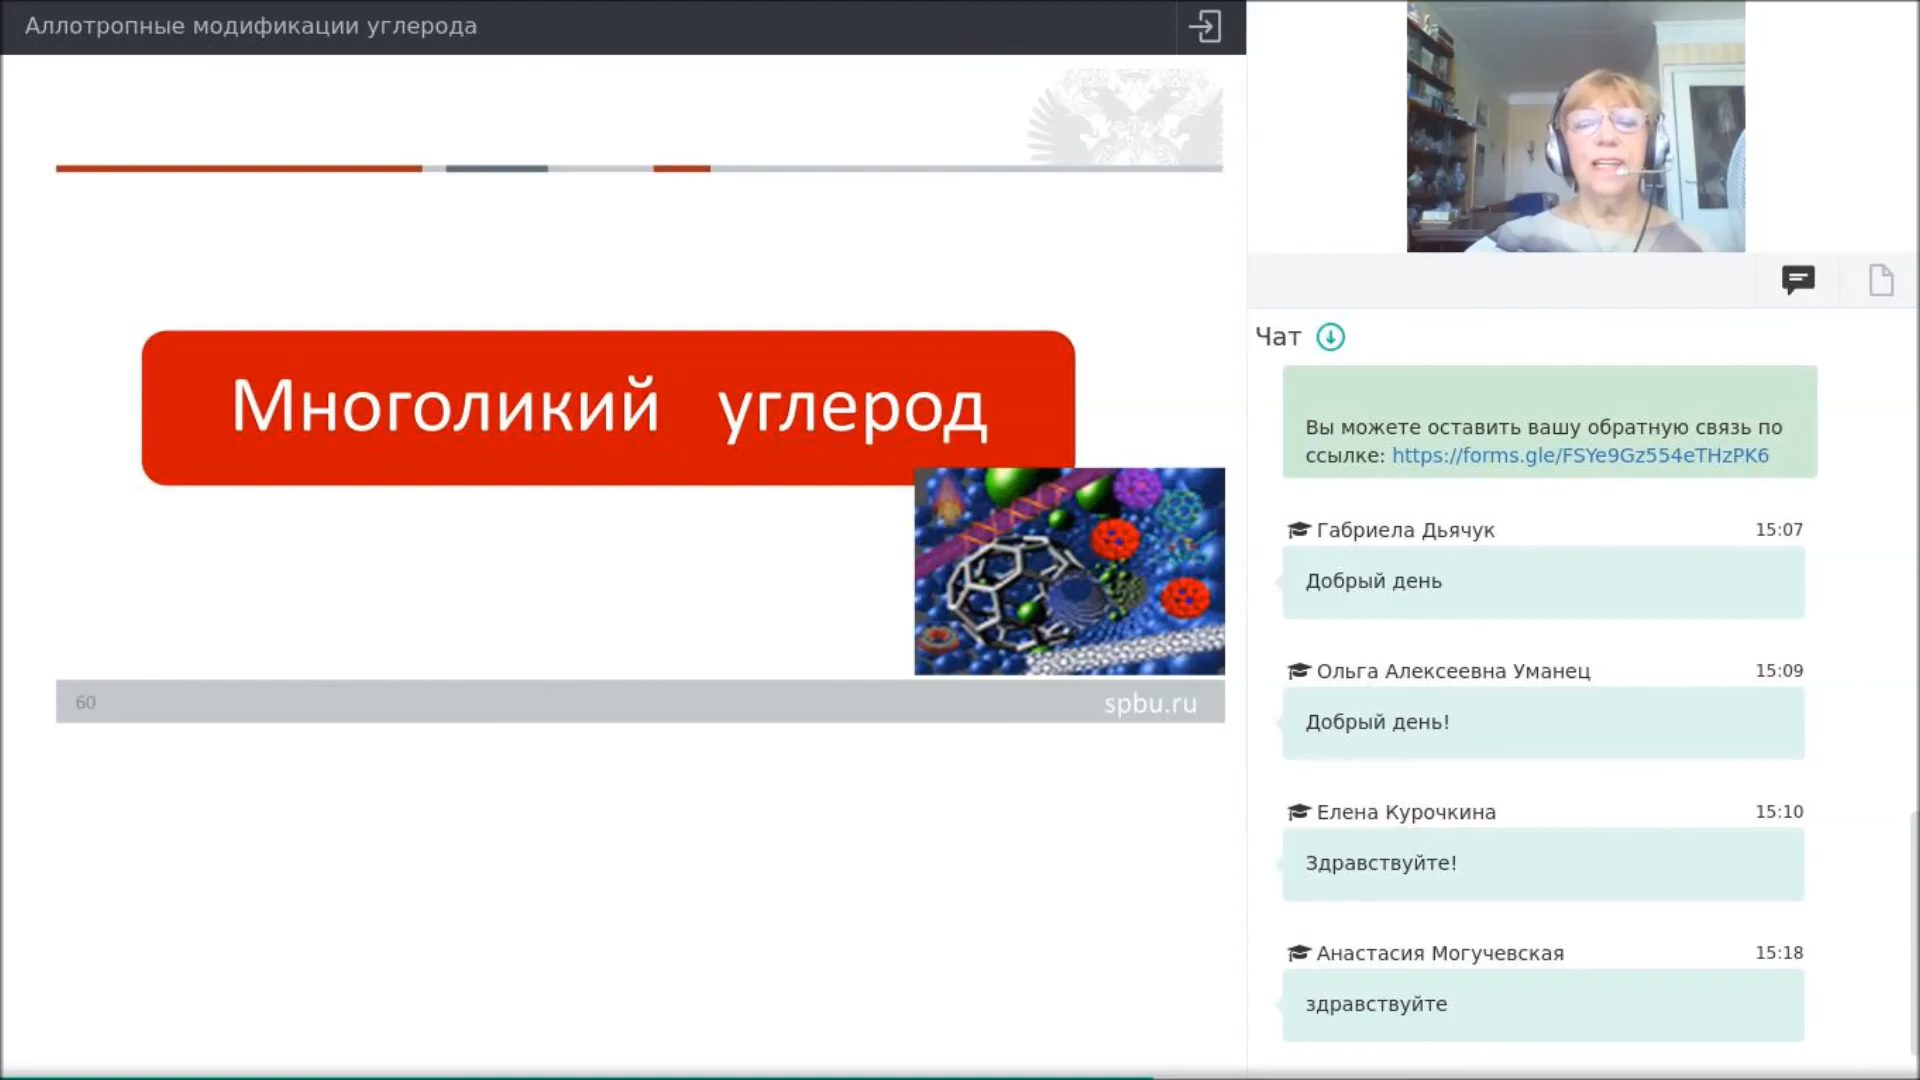 Аллотропные модификации углерода
Многоликий углерод
60
spbu.ru
Чат
Вы можете оставить вашу обратную связь по
ссылке: https://forms.gle/FSYe9Gz554eTHzPK6
Габриела Дьячук 15:07
Добрый день
Ольга Алексеевна Уманец 15:09
Добрый день!
Елена Курочкина 15:10
Здравствуйте!
Анастасия Могучевская 15:18
здравствуйте